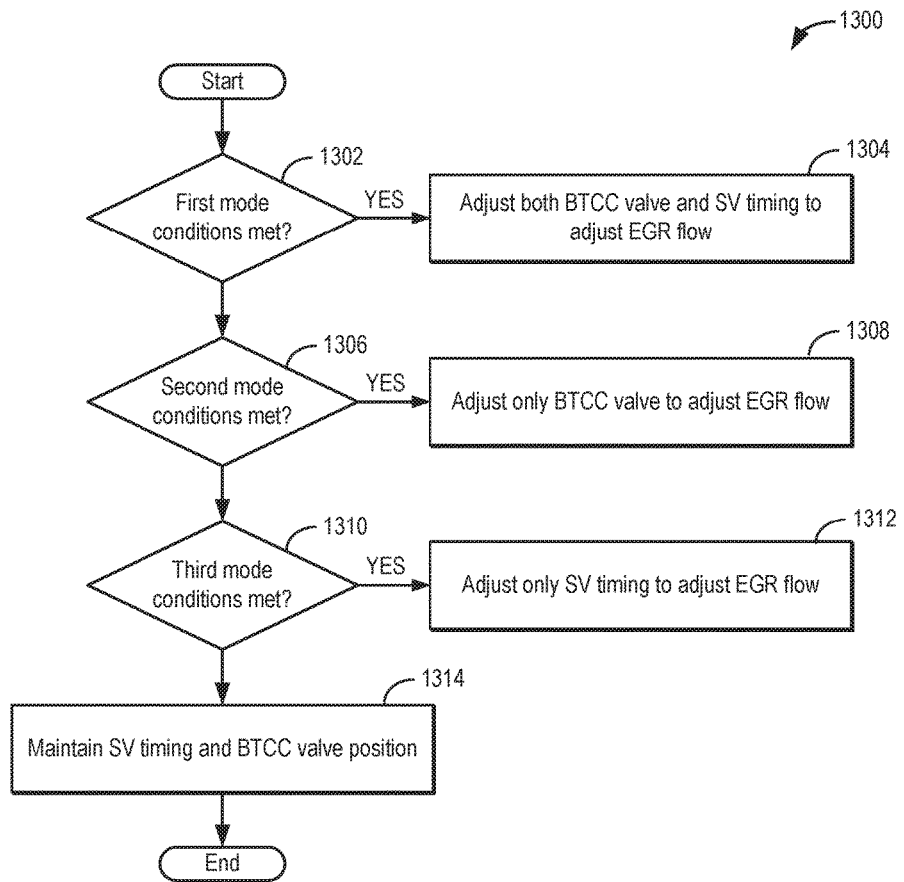 1300
Start
1302
First mode
conditions met?
YES
1304
Adjust both BTCC valve and SV timing to
adjust EGR flow
1306
Second mode
conditions met?
YES
1308
Adjust only BTCC valve to adjust EGR flow
1310
Third mode
conditions met?
YES
1312
Adjust only SV timing to adjust EGR flow
1314
Maintain SV timing and BTCC valve position
End